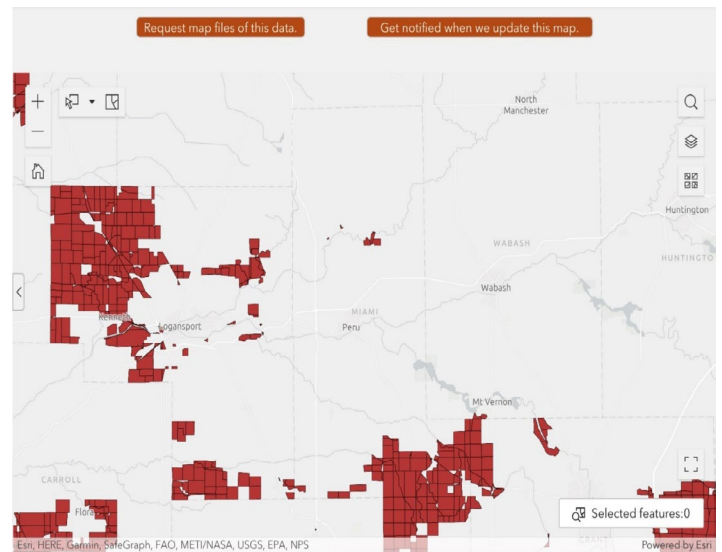 Request map files of this data.
Get notified when we update this map.
North
Manchester
Huntington
WABASH
HUNTINGTO
Wabash
MIAMI
Logansport
Peru
Mt Vernon
CARROLL
Flora
Selected features:0
GRANT
Esri, HERE, Garmin, SafeGraph, FAO, METI/NASA, USGS, EPA, NPS
Powered by Esri